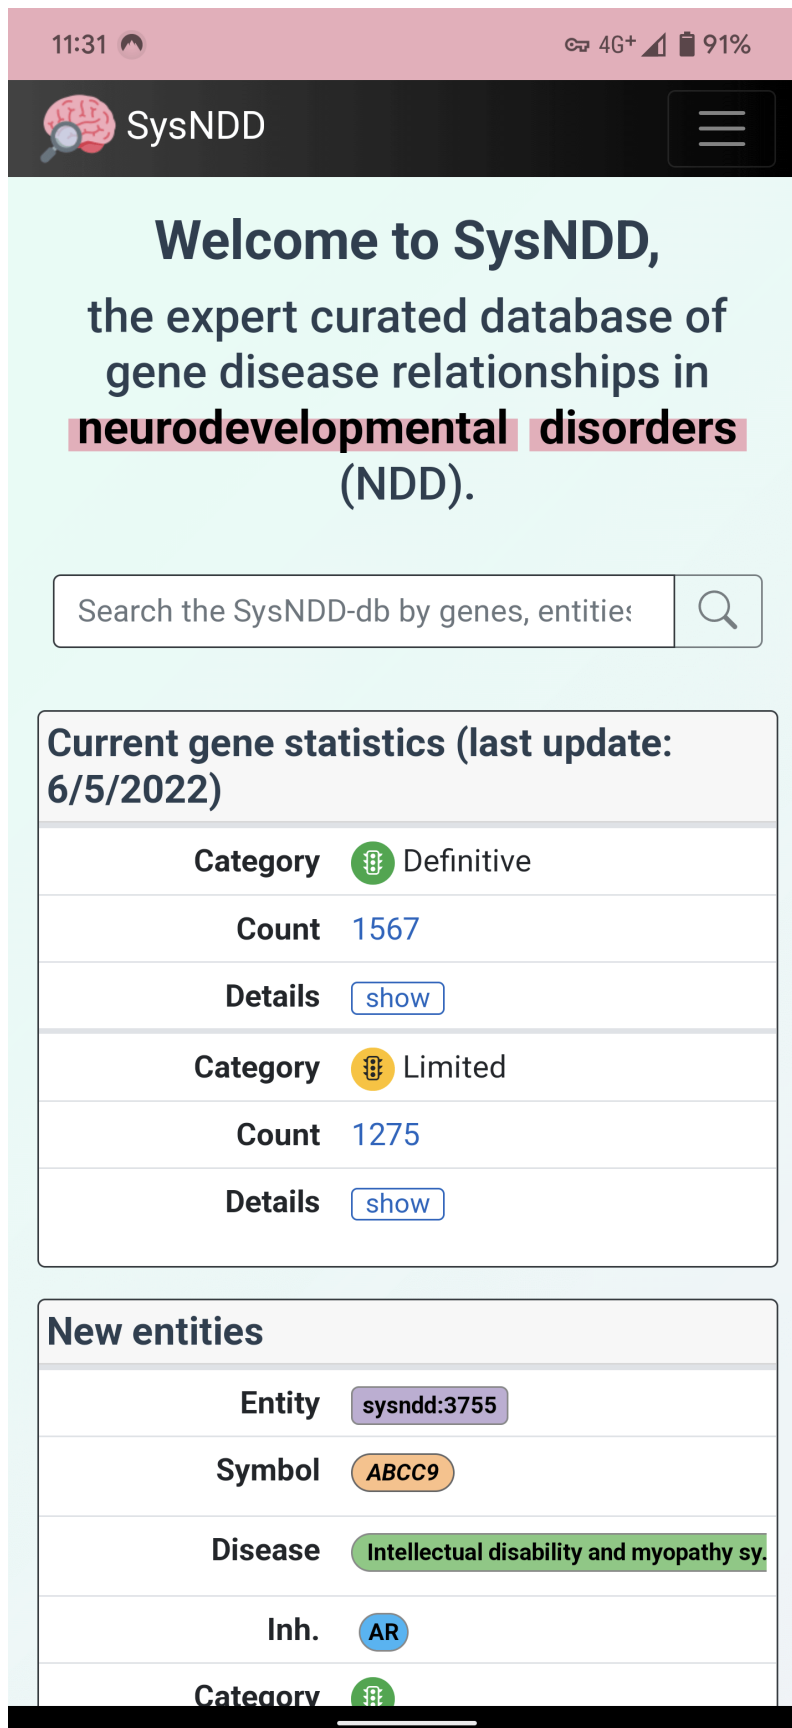 11:31 4G+ 91%
SysNDD
Welcome to SysNDD,
the expert curated database of
gene disease relationships in
neurodevelopmental disorders
(NDD).
Search the SysNDD-db by genes, entities
Current gene statistics (last update:
6/5/2022)
Category Definitive
Count 1567
Details show
Category Limited
Count 1275
Details show
New entities
Entity sysndd:3755
Symbol ABCC9
Disease Intellectual disability and myopathy sy.
Inh. AR
Category